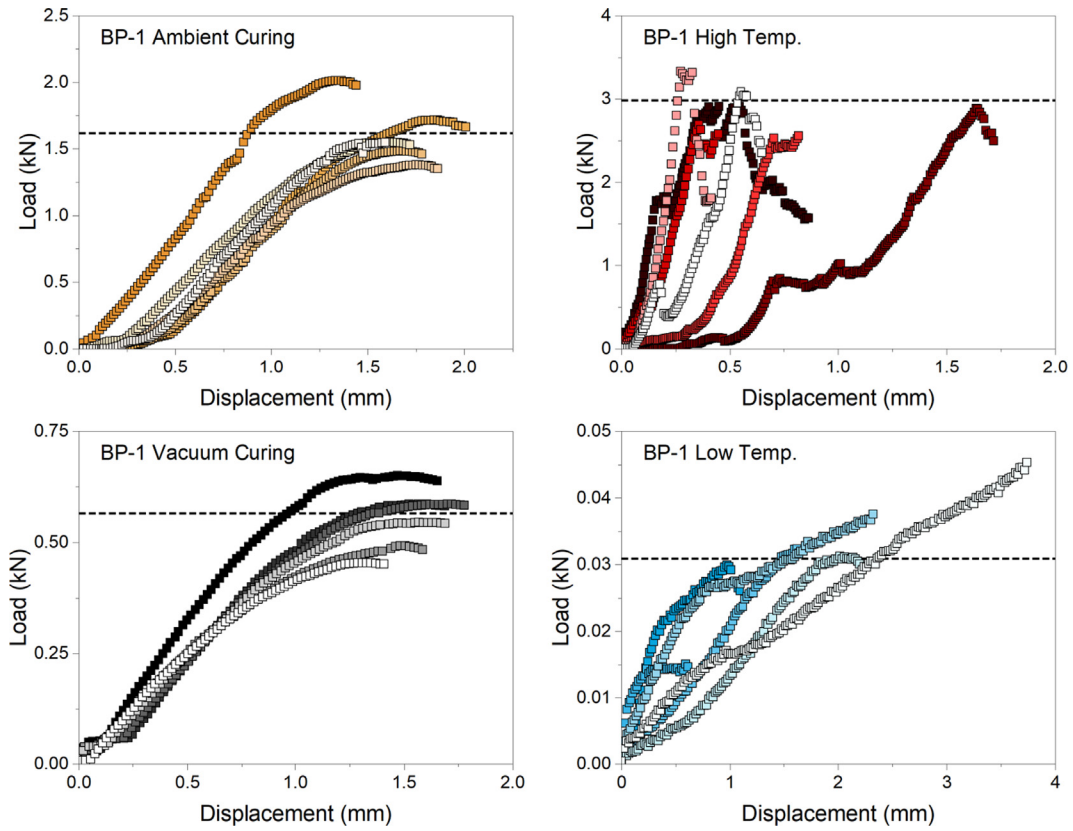 BP-1 Ambient Curing
Load (kN)
2.5
2.0
1.5
1.0
0.5
0.0
0.0 0.5 1.0 1.5 2.0
Displacement (mm)
BP-1 High Temp.
Load (kN)
4
3
2
1
0
0.0 0.5 1.0 1.5 2.0
Displacement (mm)
BP-1 Vacuum Curing
Load (kN)
0.75
0.50
0.25
0.00
0.0 0.5 1.0 1.5 2.0
Displacement (mm)
BP-1 Low Temp.
Load (kN)
0.05
0.04
0.03
0.02
0.01
0.00
0 1 2 3 4
Displacement (mm)